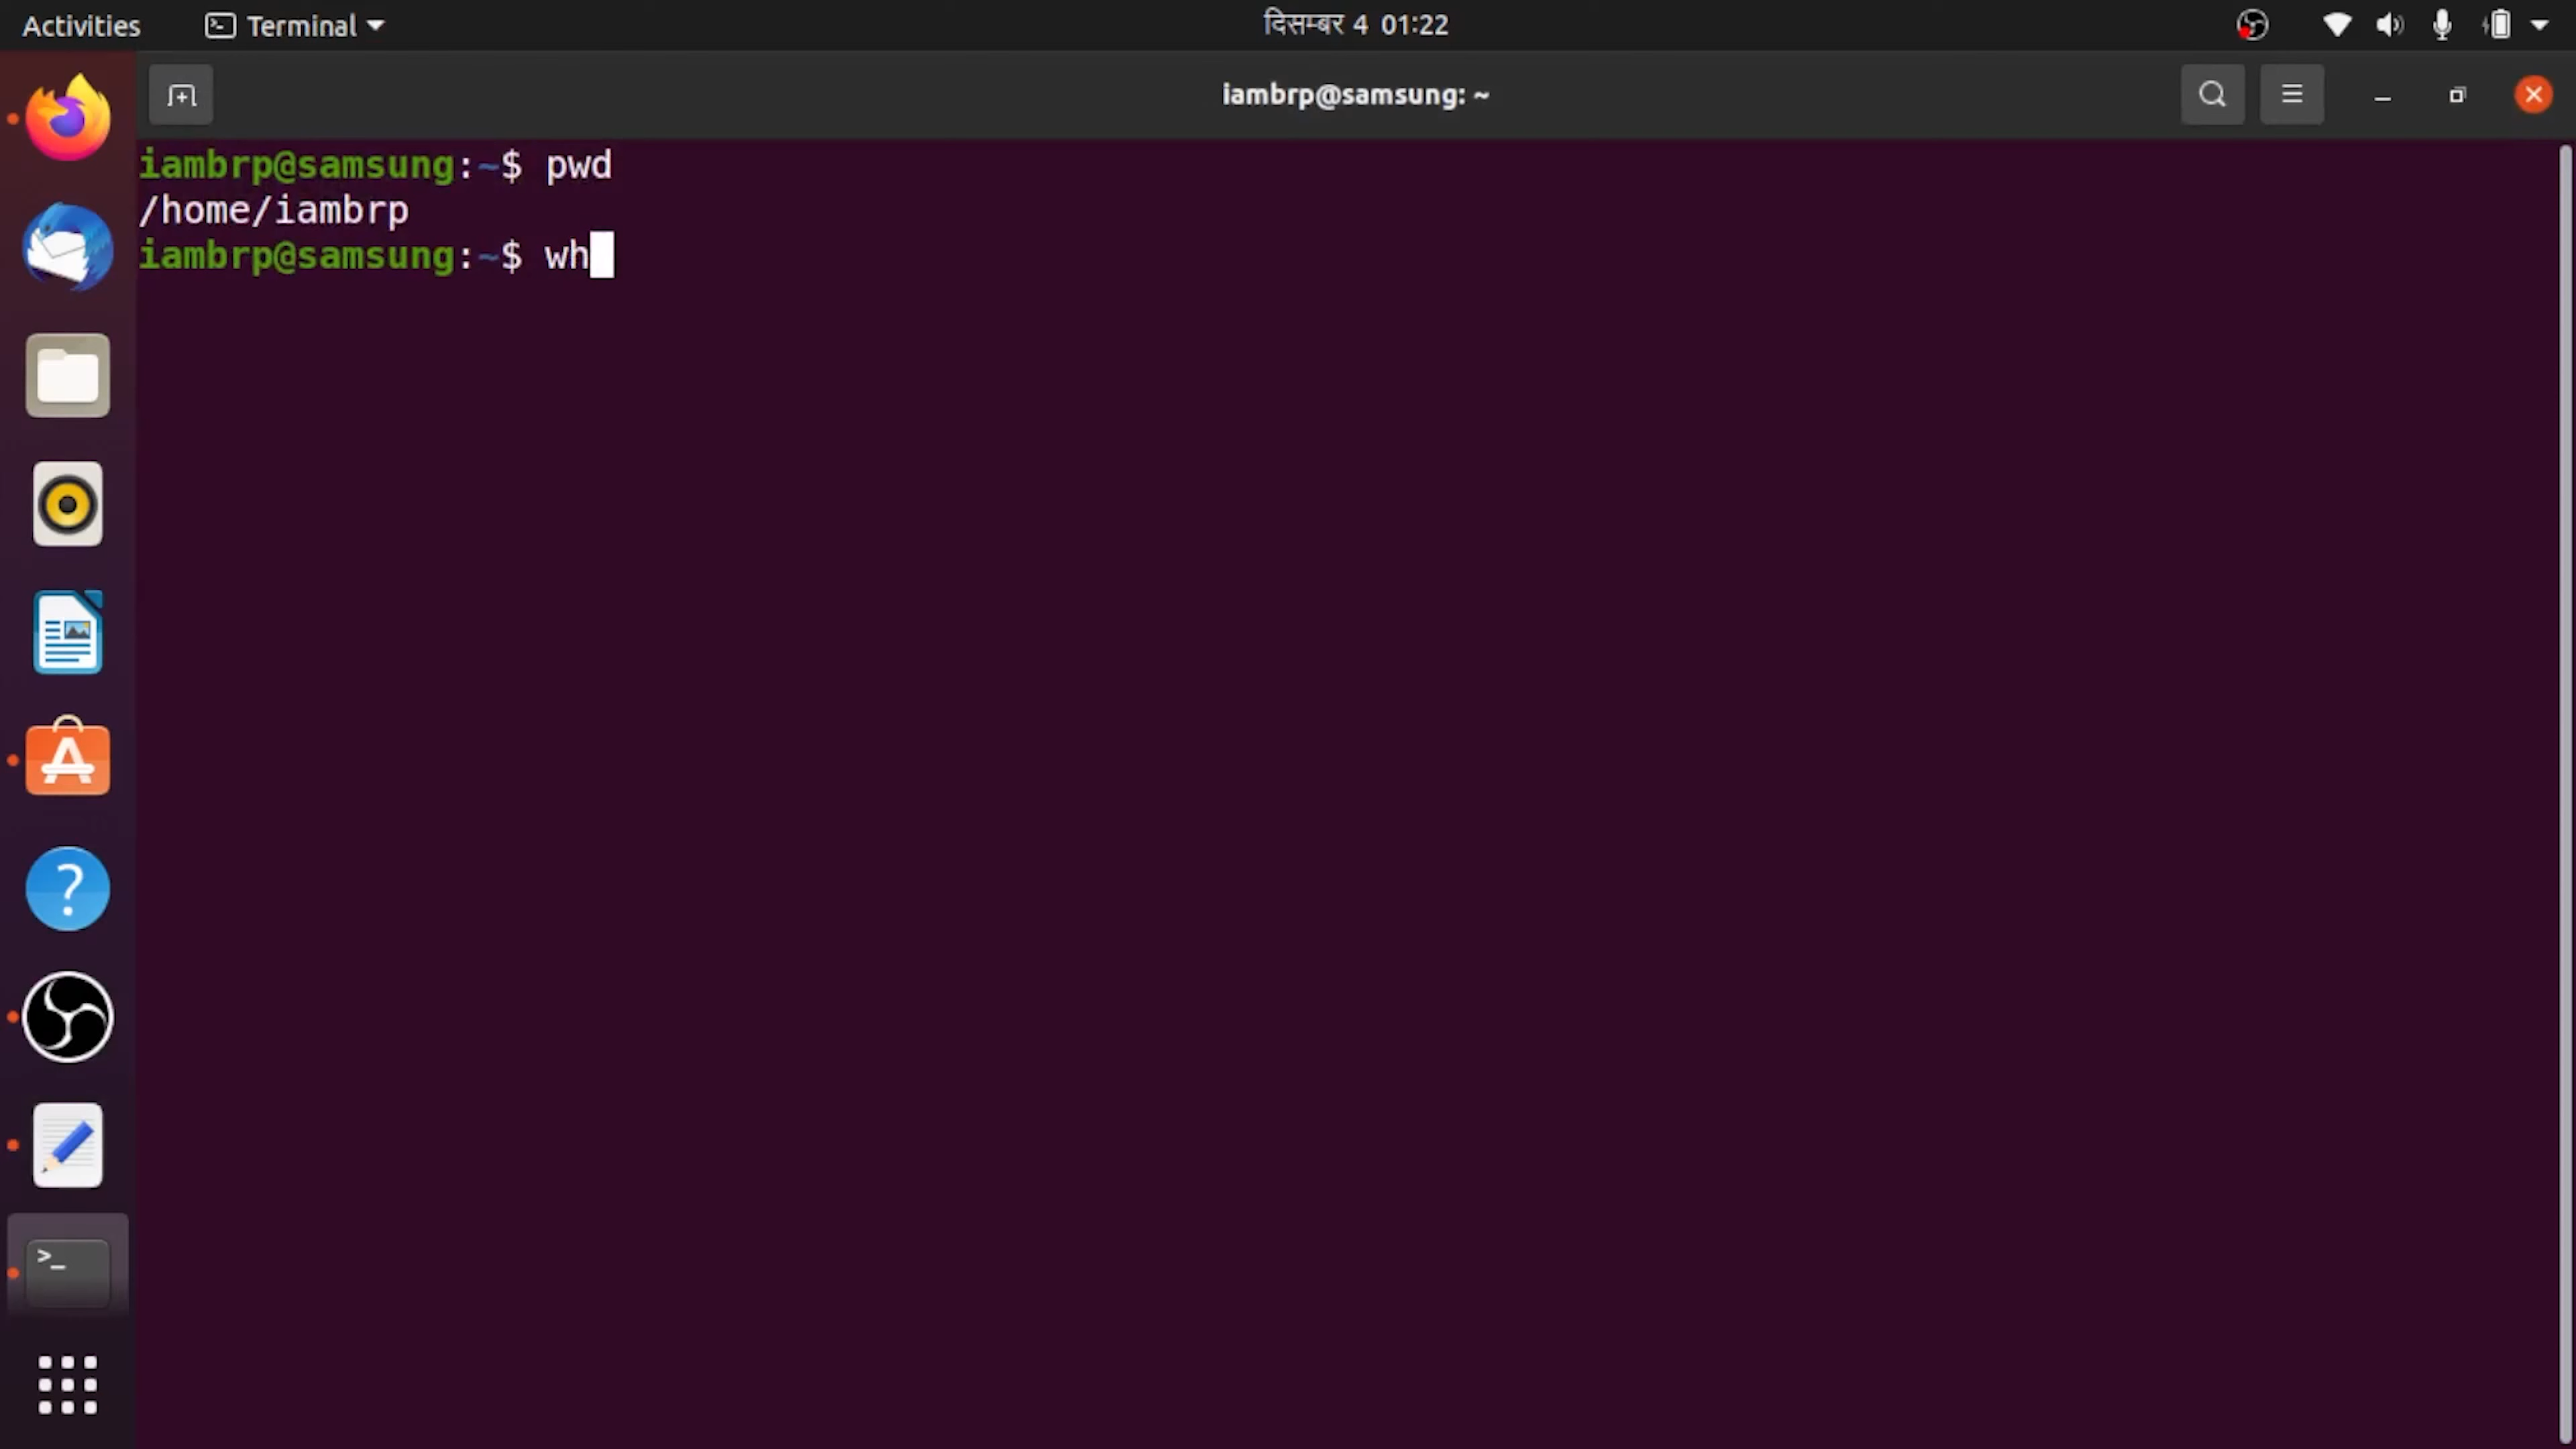 Activities
Terminal
दिसम्बर 4 01:22
iambrp@samsung: ~
iambrp@samsung:~$ pwd
/home/iambrp
iambrp@samsung:~$ wh